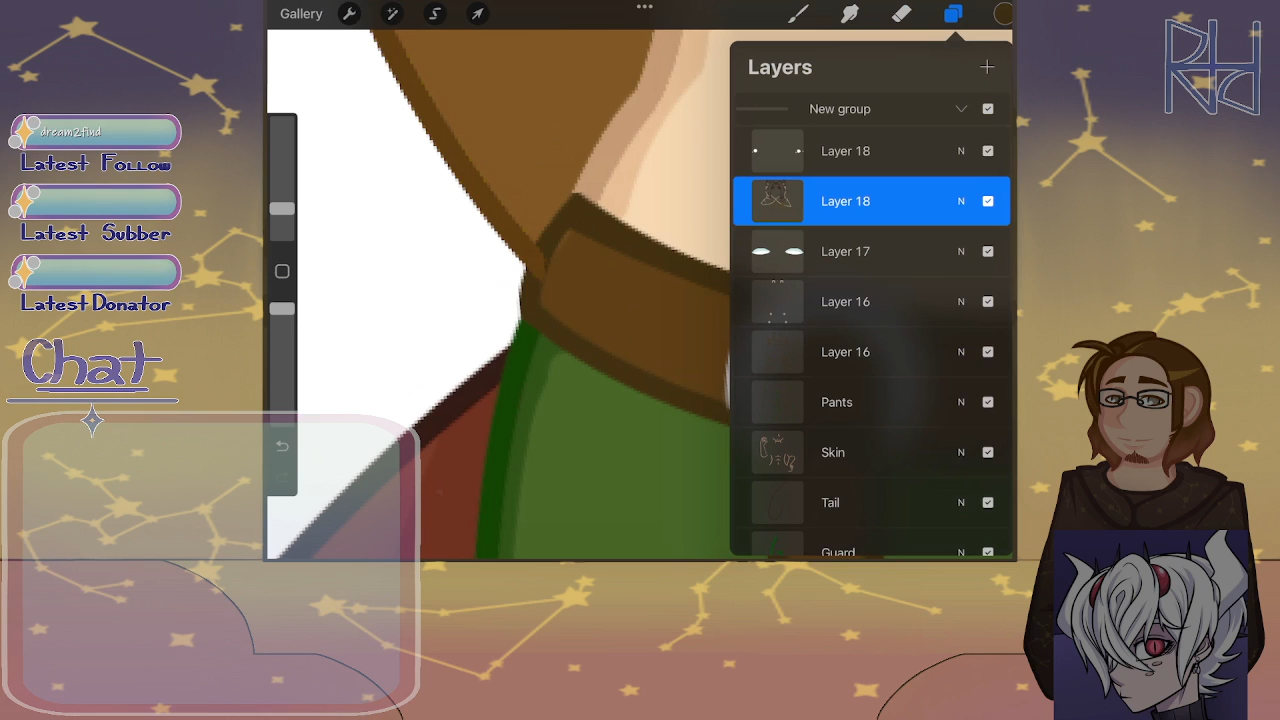 Gallery
Layers
New group
Layer 18 N
Layer 18 N
Layer 17 N
Layer 16 N
Layer 16 N
Pants N
Skin N
Tail N
Guard N
dream2find
Latest Follow
Latest Subber
Latest Donator
Chat